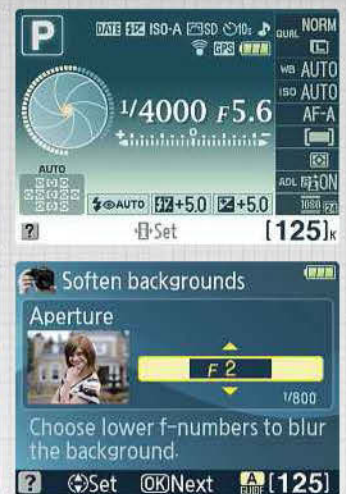 P DATE ISO-A SD 10s GPS QUAL NORM
L
WB AUTO
ISO AUTO
1/4000 F5.6 AF-A
AUTO
ADL ON
AUTO +5.0 +5.0
? Set [125]K
Soften backgrounds
Aperture
F 2
1/800
Choose lower f-numbers to blur
the background.
? Set OK Next A GUIDE [125]